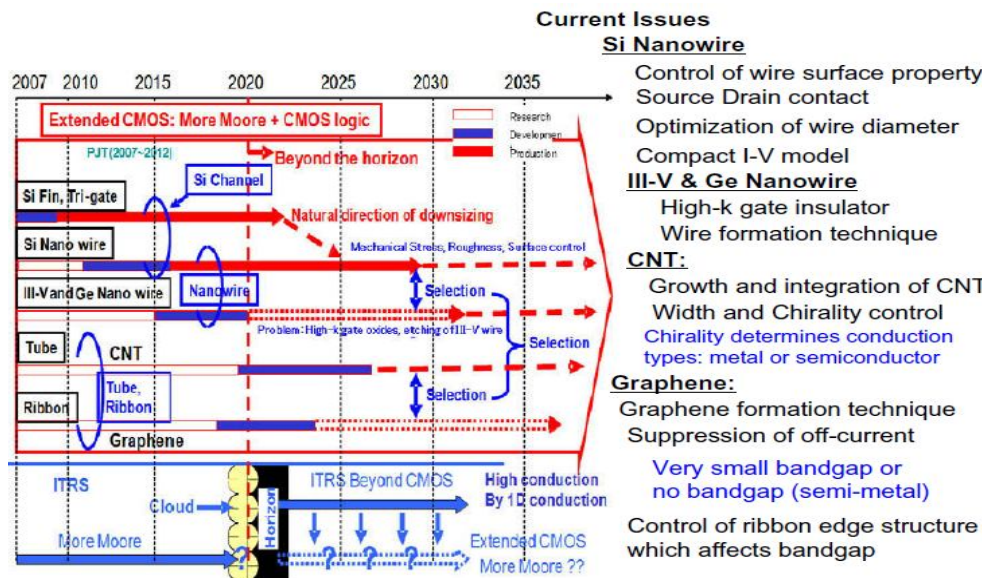 Current Issues
Si Nanowire
Control of wire surface property
Source Drain contact
Optimization of wire diameter
Compact I-V model
III-V & Ge Nanowire
High-k gate insulator
Wire formation technique
CNT:
Growth and integration of CNT
Width and Chirality control
Chirality determines conduction
types: metal or semiconductor
Graphene:
Graphene formation technique
Suppression of off-current
Very small bandgap or
no bandgap (semi-metal)
Control of ribbon edge structure
which affects bandgap
2007 2010 2015 2020 2025 2030 2035
Extended CMOS: More Moore + CMOS logic
Research
Developmen
Production
PJT(2007~2012)
Beyond the horizon
Si Channel
Si Fin, Tri-gate
Natural direction of downsizing
Si Nano wire
Mechanical Stress, Roughness, Surface control
III-V and Ge Nano wire
Nanowire
Selection
Problem: High-k gate oxides, etching of III-V wire
Selection
Tube
CNT
Tube,
Ribbon
Selection
Ribbon
Graphene
ITRS
Cloud
Horizon
ITRS Beyond CMOS
High conduction
By 1D conduction
More Moore
?
? ? ?
Extended CMOS
More Moore ??